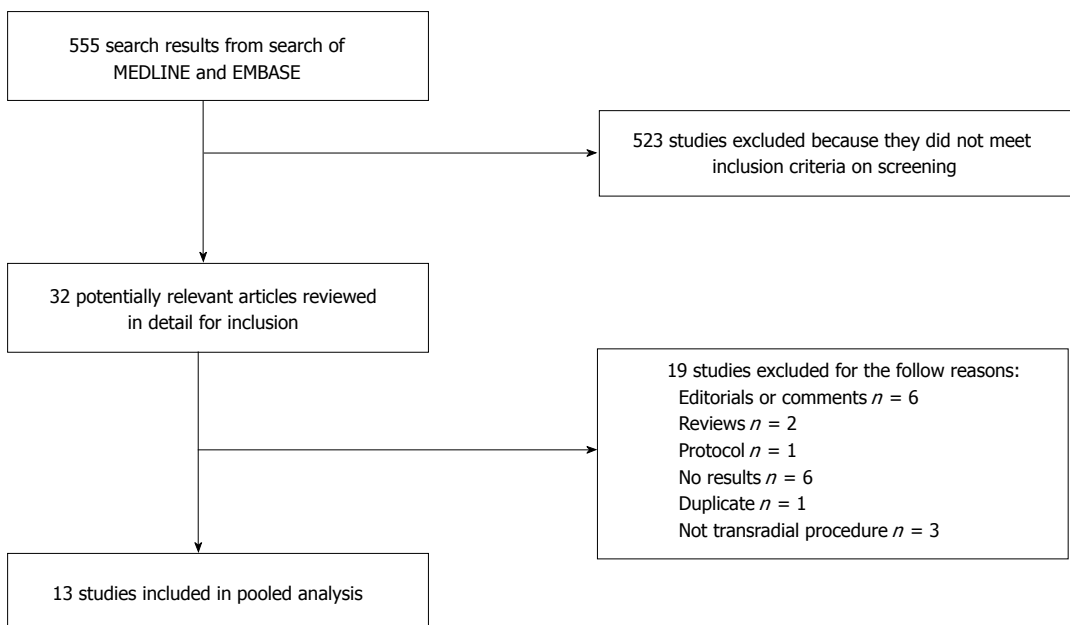 555 search results from search of
MEDLINE and EMBASE
523 studies excluded because they did not meet
inclusion criteria on screening
32 potentially relevant articles reviewed
in detail for inclusion
19 studies excluded for the follow reasons:
Editorials or comments n = 6
Reviews n = 2
Protocol n = 1
No results n = 6
Duplicate n = 1
Not transradial procedure n = 3
13 studies included in pooled analysis